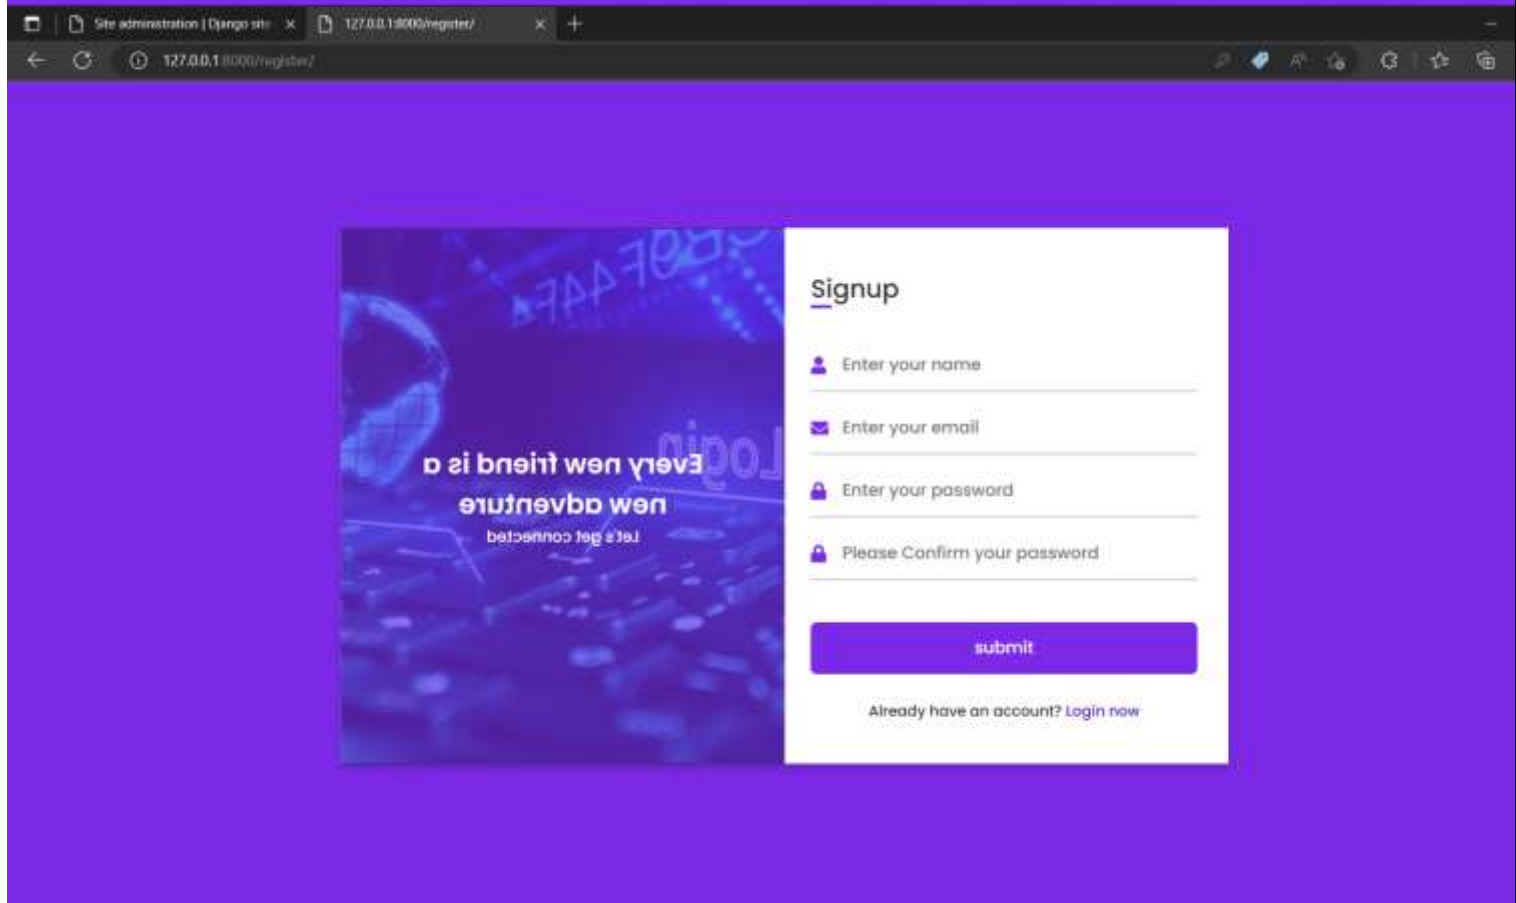 Site administration | Django site
127.0.0.1:8000/register/
127.0.0.1:8000/register/
CB9F44FA
Login
Every new friend is a
new adventure
Let's get connected
Signup
Enter your name
Enter your email
Enter your password
Please Confirm your password
submit
Already have an account? Login now